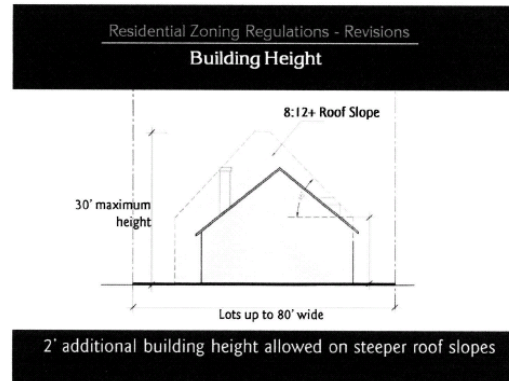 Residential Zoning Regulations - Revisions
Building Height
8:12+ Roof Slope
30' maximum
height
Lots up to 80' wide
2' additional building height allowed on steeper roof slopes